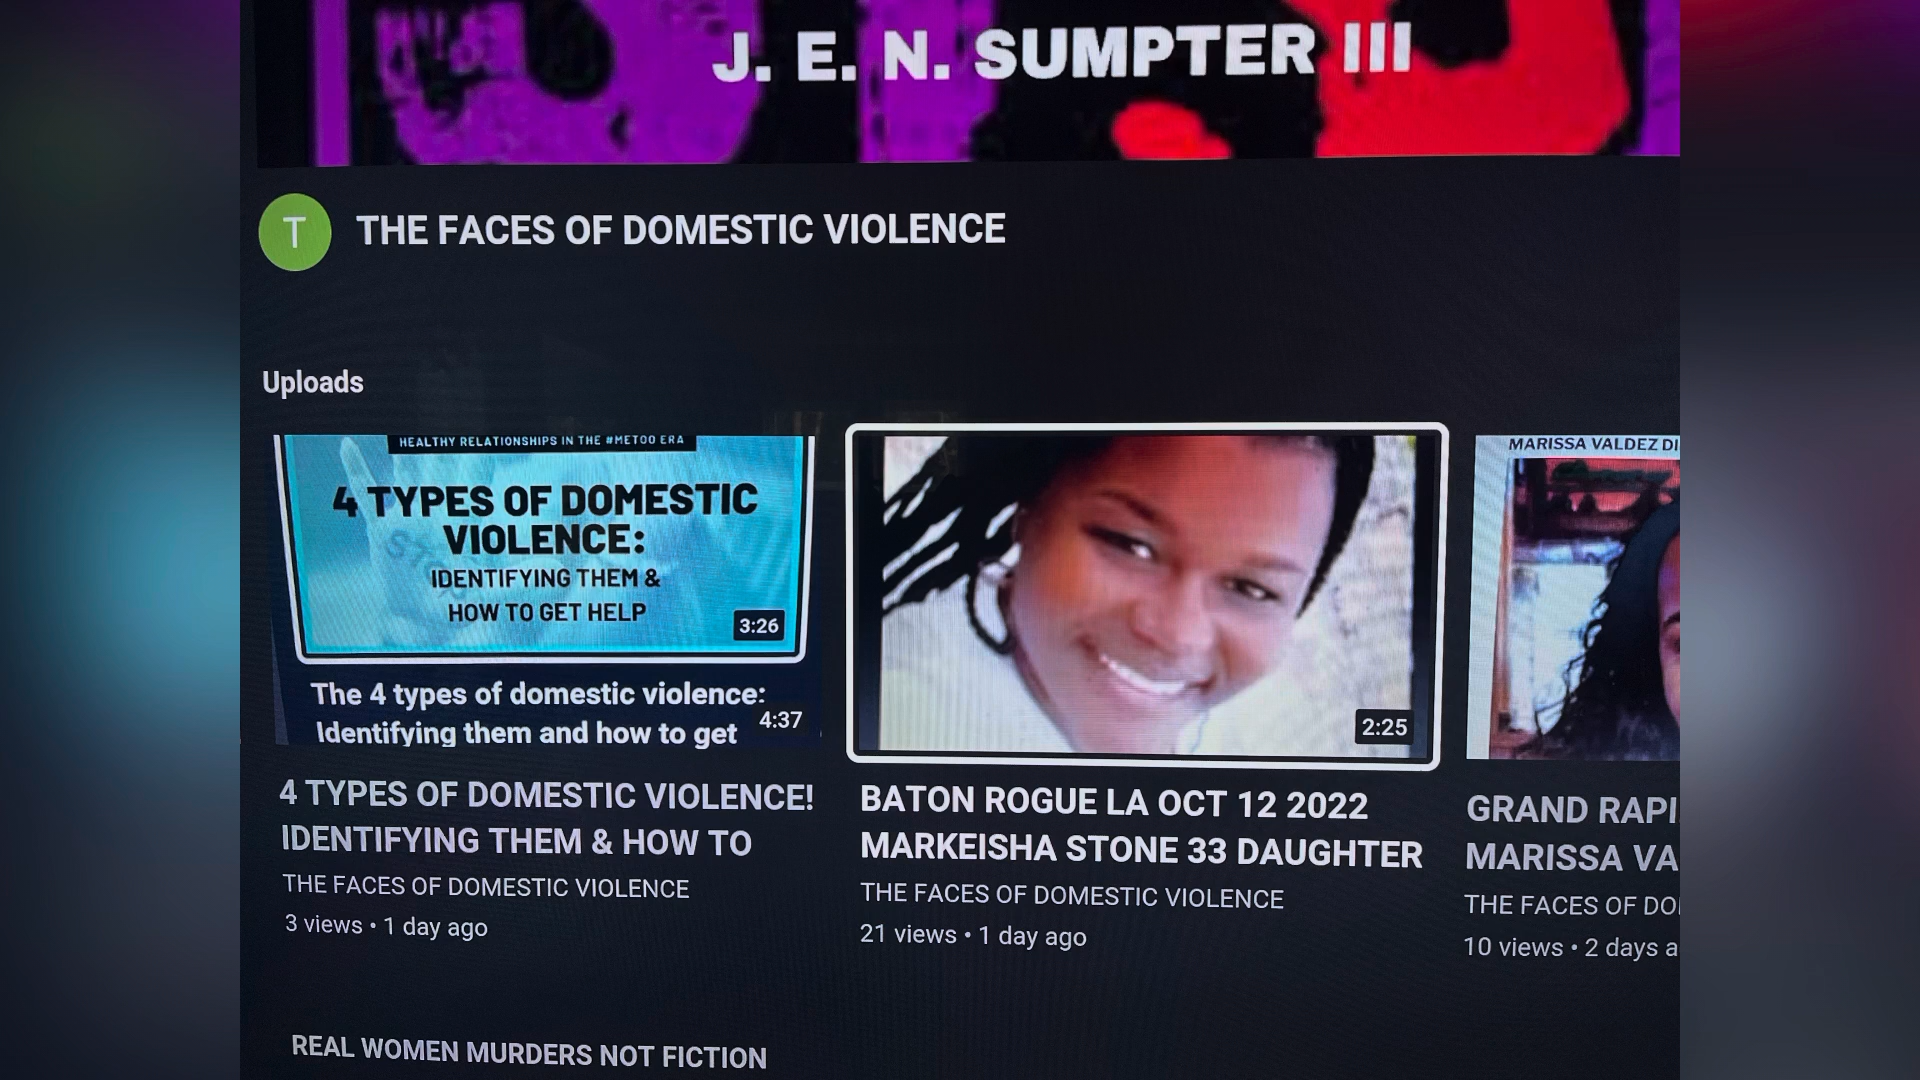 J. E. N. SUMPTER III
T
THE FACES OF DOMESTIC VIOLENCE
Uploads
HEALTHY RELATIONSHIPS IN THE #METOO ERA
4 TYPES OF DOMESTIC
VIOLENCE:
STOP
IDENTIFYING THEM &
HOW TO GET HELP
3:26
The 4 types of domestic violence:
Identifying them and how to get
4:37
4 TYPES OF DOMESTIC VIOLENCE!
IDENTIFYING THEM & HOW TO
THE FACES OF DOMESTIC VIOLENCE
3 views • 1 day ago
2:25
BATON ROGUE LA OCT 12 2022
MARKEISHA STONE 33 DAUGHTER
THE FACES OF DOMESTIC VIOLENCE
21 views • 1 day ago
MARISSA VALDEZ DI
GRAND RAPI
MARISSA VA
THE FACES OF DO
10 views • 2 days a
REAL WOMEN MURDERS NOT FICTION